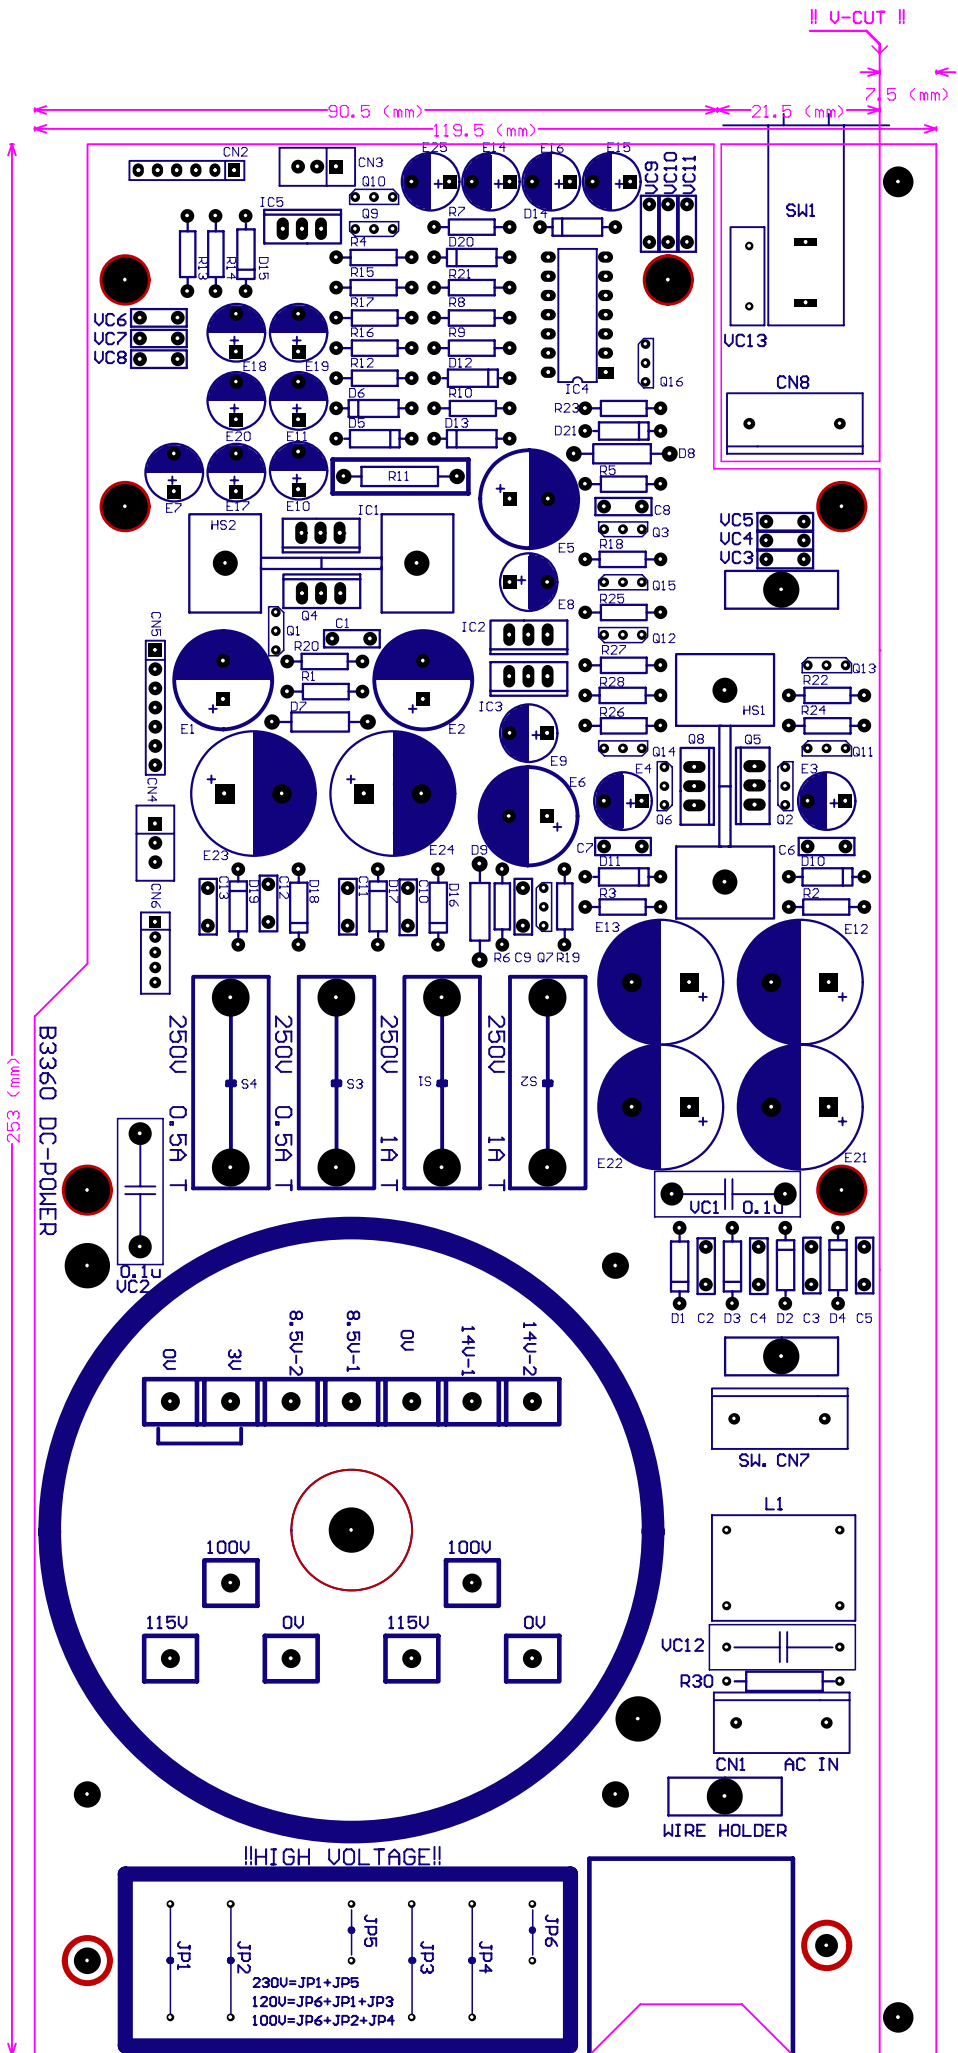 !! V-CUT !!
7.5 (mm)
90.5 (mm)
21.5 (mm)
119.5 (mm)
CN2
CN3
E25
E14
E16
E15
VC9
VC10
VC11
Q10
IC5
Q9
R7
D14
SW1
R4
D20
R13
R14
D15
R15
R21
R17
R8
VC6
VC7
VC8
R16
R9
VC13
E18
E19
R12
D12
IC4
Q16
CN8
D6
R10
R23
E20
E11
D5
D13
D21
D8
R11
R5
E7
E17
E10
C8
HS2
IC1
Q3
VC5
VC4
VC3
E5
R18
Q15
E8
R25
Q4
CN5
Q1
C1
IC2
Q12
R20
R27
Q13
R1
R28
R22
D7
IC3
HS1
E1
E2
R26
R24
Q14
Q8
Q5
Q11
E9
E4
E3
CN4
E6
Q6
Q2
E23
E24
D9
C7
C6
D11
D10
CN6
C13
D19
C12
D18
C11
D17
C10
D16
R3
R2
R6
C9
Q7
R19
E13
E12
250V 0.5A T
S4
250V 0.5A T
S3
250V 1A T
S1
250V 1A T
S2
B3360 DC-POWER
253 (mm)
E22
E21
VC1
0.1u
0.1u
VC2
D1
C2
D3
C4
D2
C3
D4
C5
0V
3V
8.5V-2
8.5V-1
0V
14V-1
14V-2
SW. CN7
L1
100V
100V
115V
0V
115V
0V
VC12
R30
CN1
AC IN
WIRE HOLDER
!!HIGH VOLTAGE!!
JP1
JP2
JP5
JP3
JP4
JP6
230V=JP1+JP5
120V=JP6+JP1+JP3
100V=JP6+JP2+JP4